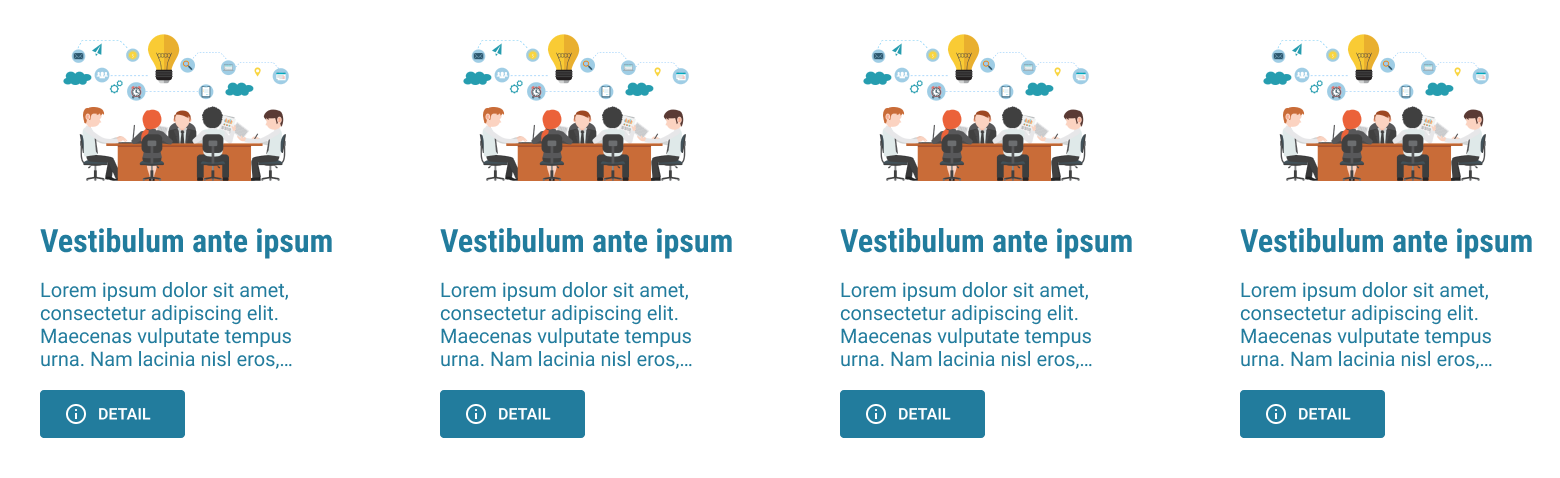 Vestibulum ante ipsum
Lorem ipsum dolor sit amet,
consectetur adipiscing elit.
Maecenas vulputate tempus
urna. Nam lacinia nisl eros,...
DETAIL
Vestibulum ante ipsum
Lorem ipsum dolor sit amet,
consectetur adipiscing elit.
Maecenas vulputate tempus
urna. Nam lacinia nisl eros,...
DETAIL
Vestibulum ante ipsum
Lorem ipsum dolor sit amet,
consectetur adipiscing elit.
Maecenas vulputate tempus
urna. Nam lacinia nisl eros,...
DETAIL
Vestibulum ante ipsum
Lorem ipsum dolor sit amet,
consectetur adipiscing elit.
Maecenas vulputate tempus
urna. Nam lacinia nisl eros,...
DETAIL